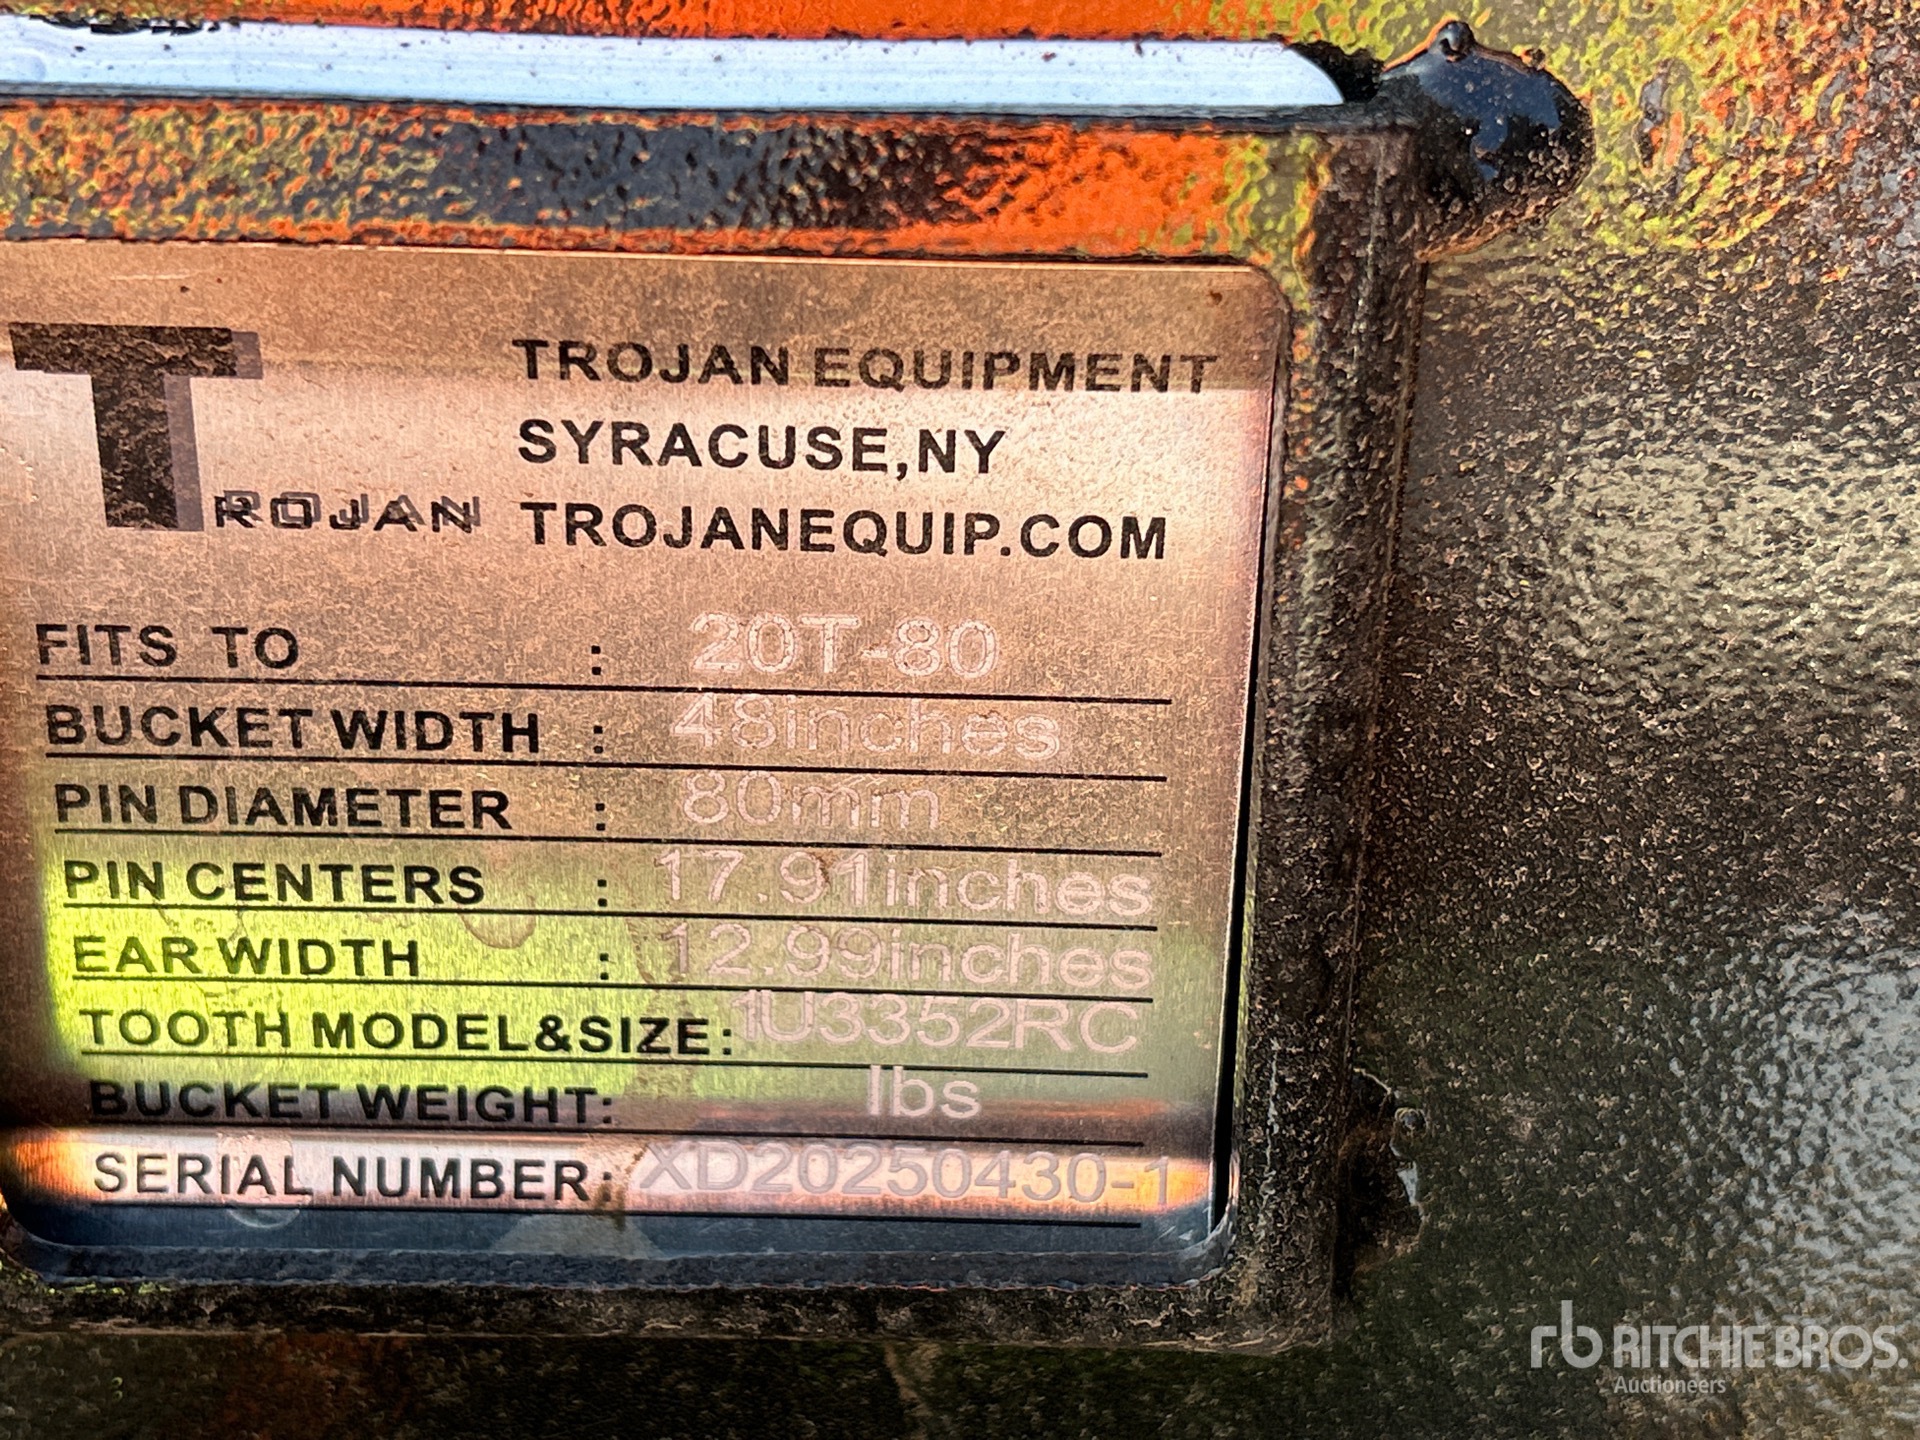 TROJAN
TROJAN EQUIPMENT
SYRACUSE,NY
TROJANEQUIP.COM
FITS TO : 20T-80
BUCKET WIDTH : 48inches
PIN DIAMETER : 80mm
PIN CENTERS : 17.91inches
EAR WIDTH : 12.99inches
TOOTH MODEL&SIZE: 1U3352RC
BUCKET WEIGHT: lbs
SERIAL NUMBER: XD20250430-1
rb RITCHIE BROS.
Auctioneers